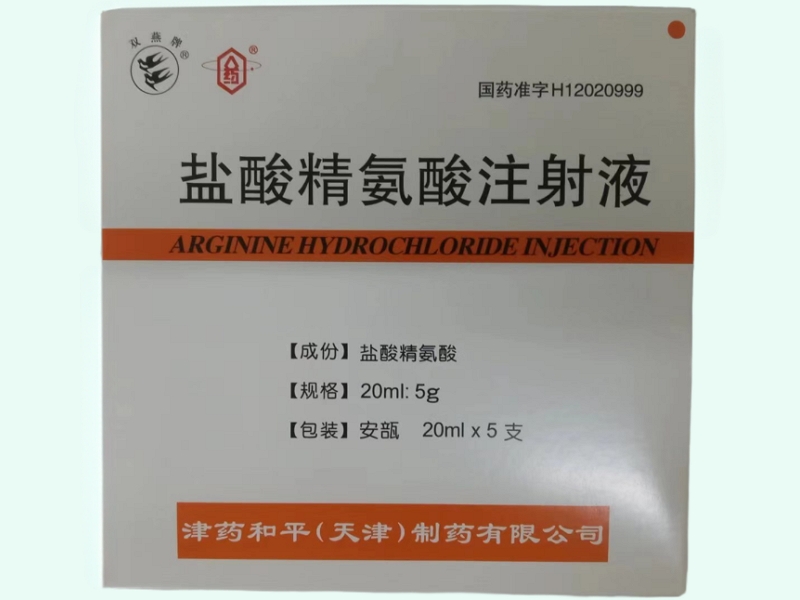 双燕牌
®
药
®
国药准字H12020999
盐酸精氨酸注射液
ARGININE HYDROCHLORIDE INJECTION
【成份】盐酸精氨酸
【规格】20ml: 5g
【包装】安瓿 20ml x 5 支
津药和平(天津)制药有限公司